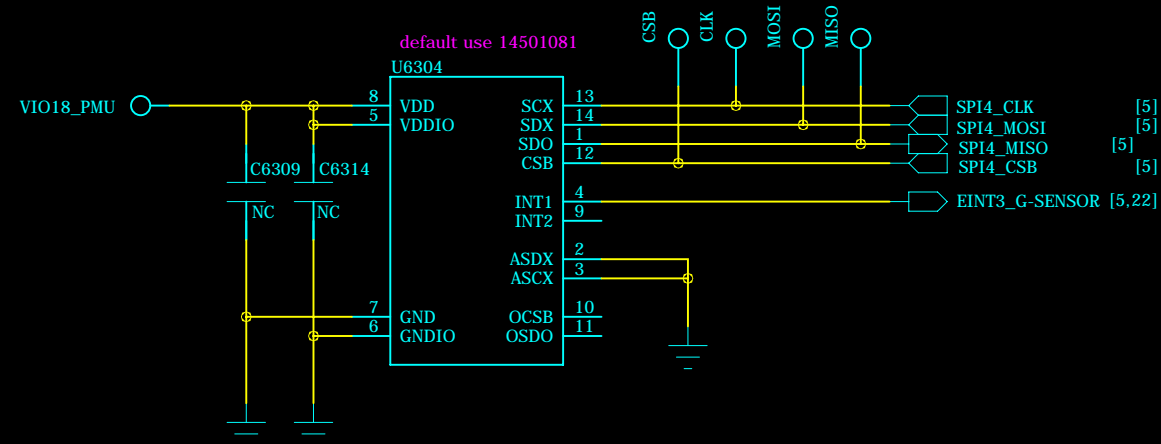 CSB
CLK
MOSI
MISO
default use 14501081
U6304
VIO18_PMU
8 VDD
5 VDDIO
SCX 13
SDX 14
SDO 1
CSB 12
SPI4_CLK [5]
SPI4_MOSI [5]
SPI4_MISO [5]
SPI4_CSB [5]
C6309
C6314
NC
NC
INT1 4
INT2 9
EINT3_G-SENSOR [5,22]
ASDX 2
ASCX 3
7 GND
6 GNDIO
OCSB 10
OSDO 11